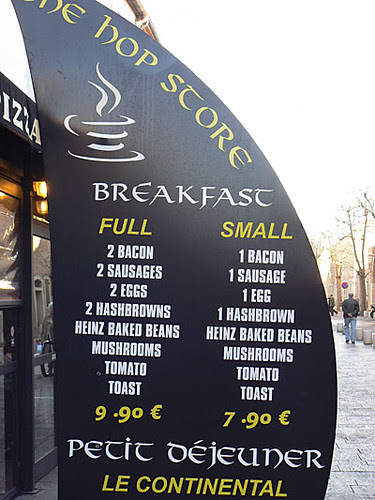 THE HOP STORE
PIZZA
BREAKFAST
FULL
2 BACON
2 SAUSAGES
2 EGGS
2 HASHBROWNS
HEINZ BAKED BEANS
MUSHROOMS
TOMATO
TOAST
9.90 €
SMALL
1 BACON
1 SAUSAGE
1 EGG
1 HASHBROWN
HEINZ BAKED BEANS
MUSHROOMS
TOMATO
TOAST
7.90 €
PETIT DÉJEUNER
LE CONTINENTAL